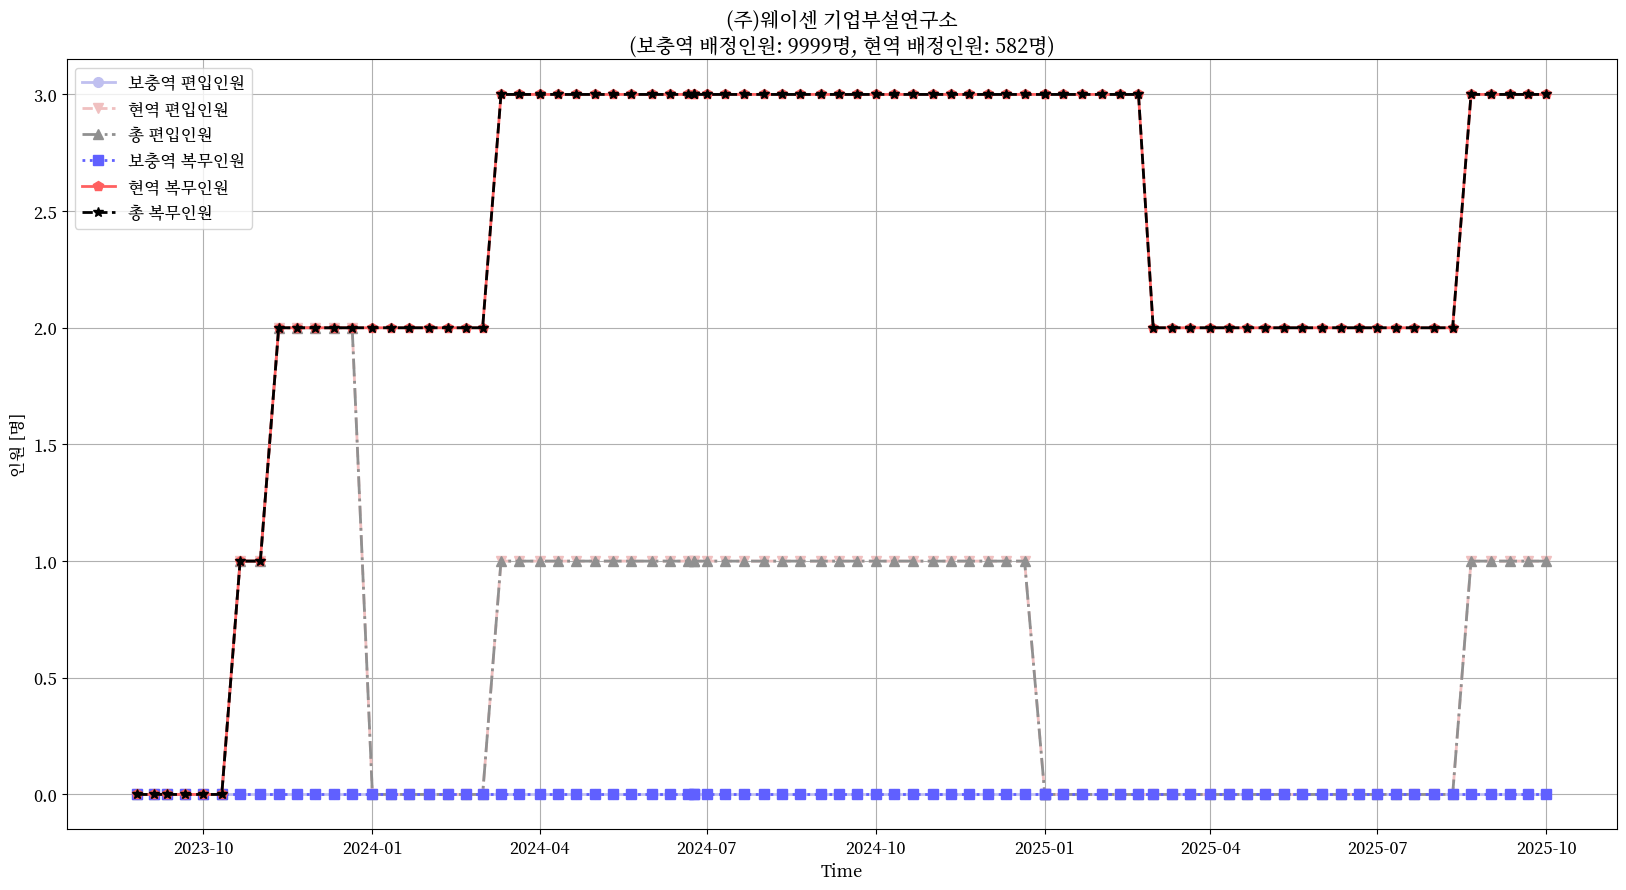 (주)웨이센 기업부설연구소
(보충역 배정인원: 9999명, 현역 배정인원: 582명)
보충역 편입인원
현역 편입인원
총 편입인원
보충역 복무인원
현역 복무인원
총 복무인원
3.0
2.5
2.0
1.5
1.0
0.5
0.0
인원 [명]
2023-10
2024-01
2024-04
2024-07
2024-10
2025-01
2025-04
2025-07
2025-10
Time